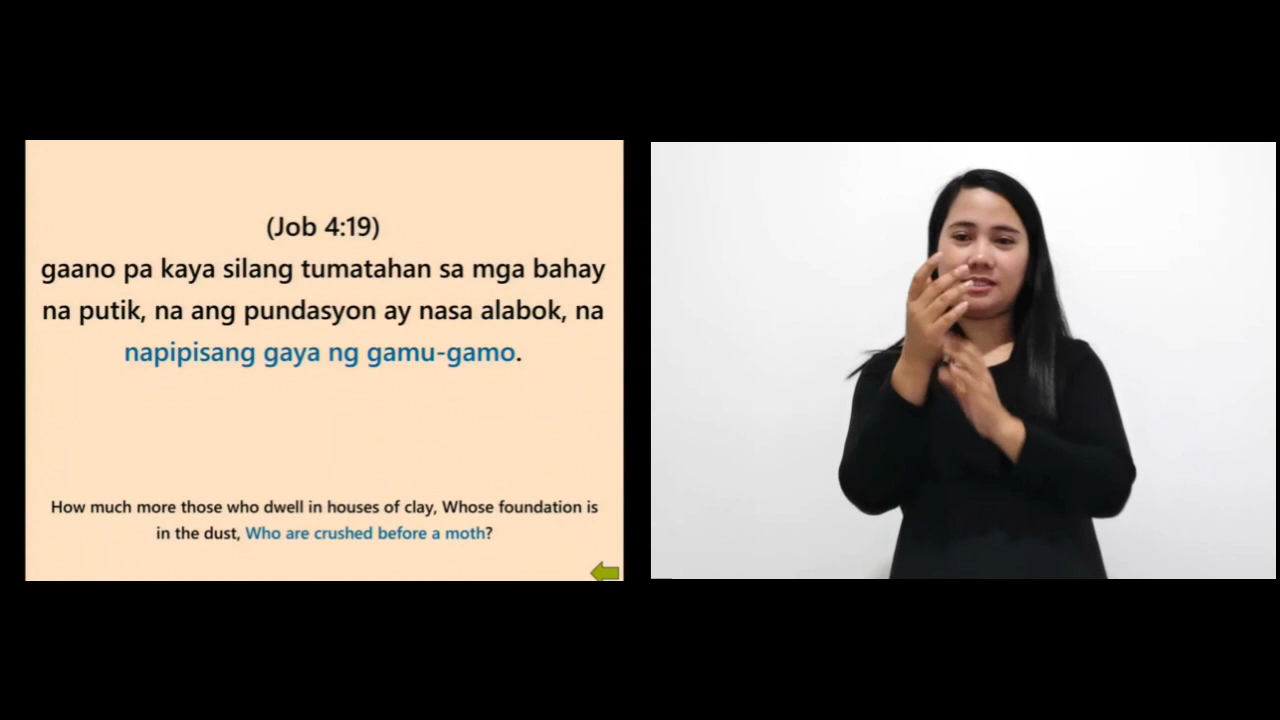 (Job 4:19)
gaano pa kaya silang tumatahan sa mga bahay
na putik, na ang pundasyon ay nasa alabok, na
napipisang gaya ng gamu-gamo.
How much more those who dwell in houses of clay, Whose foundation is
in the dust, Who are crushed before a moth?